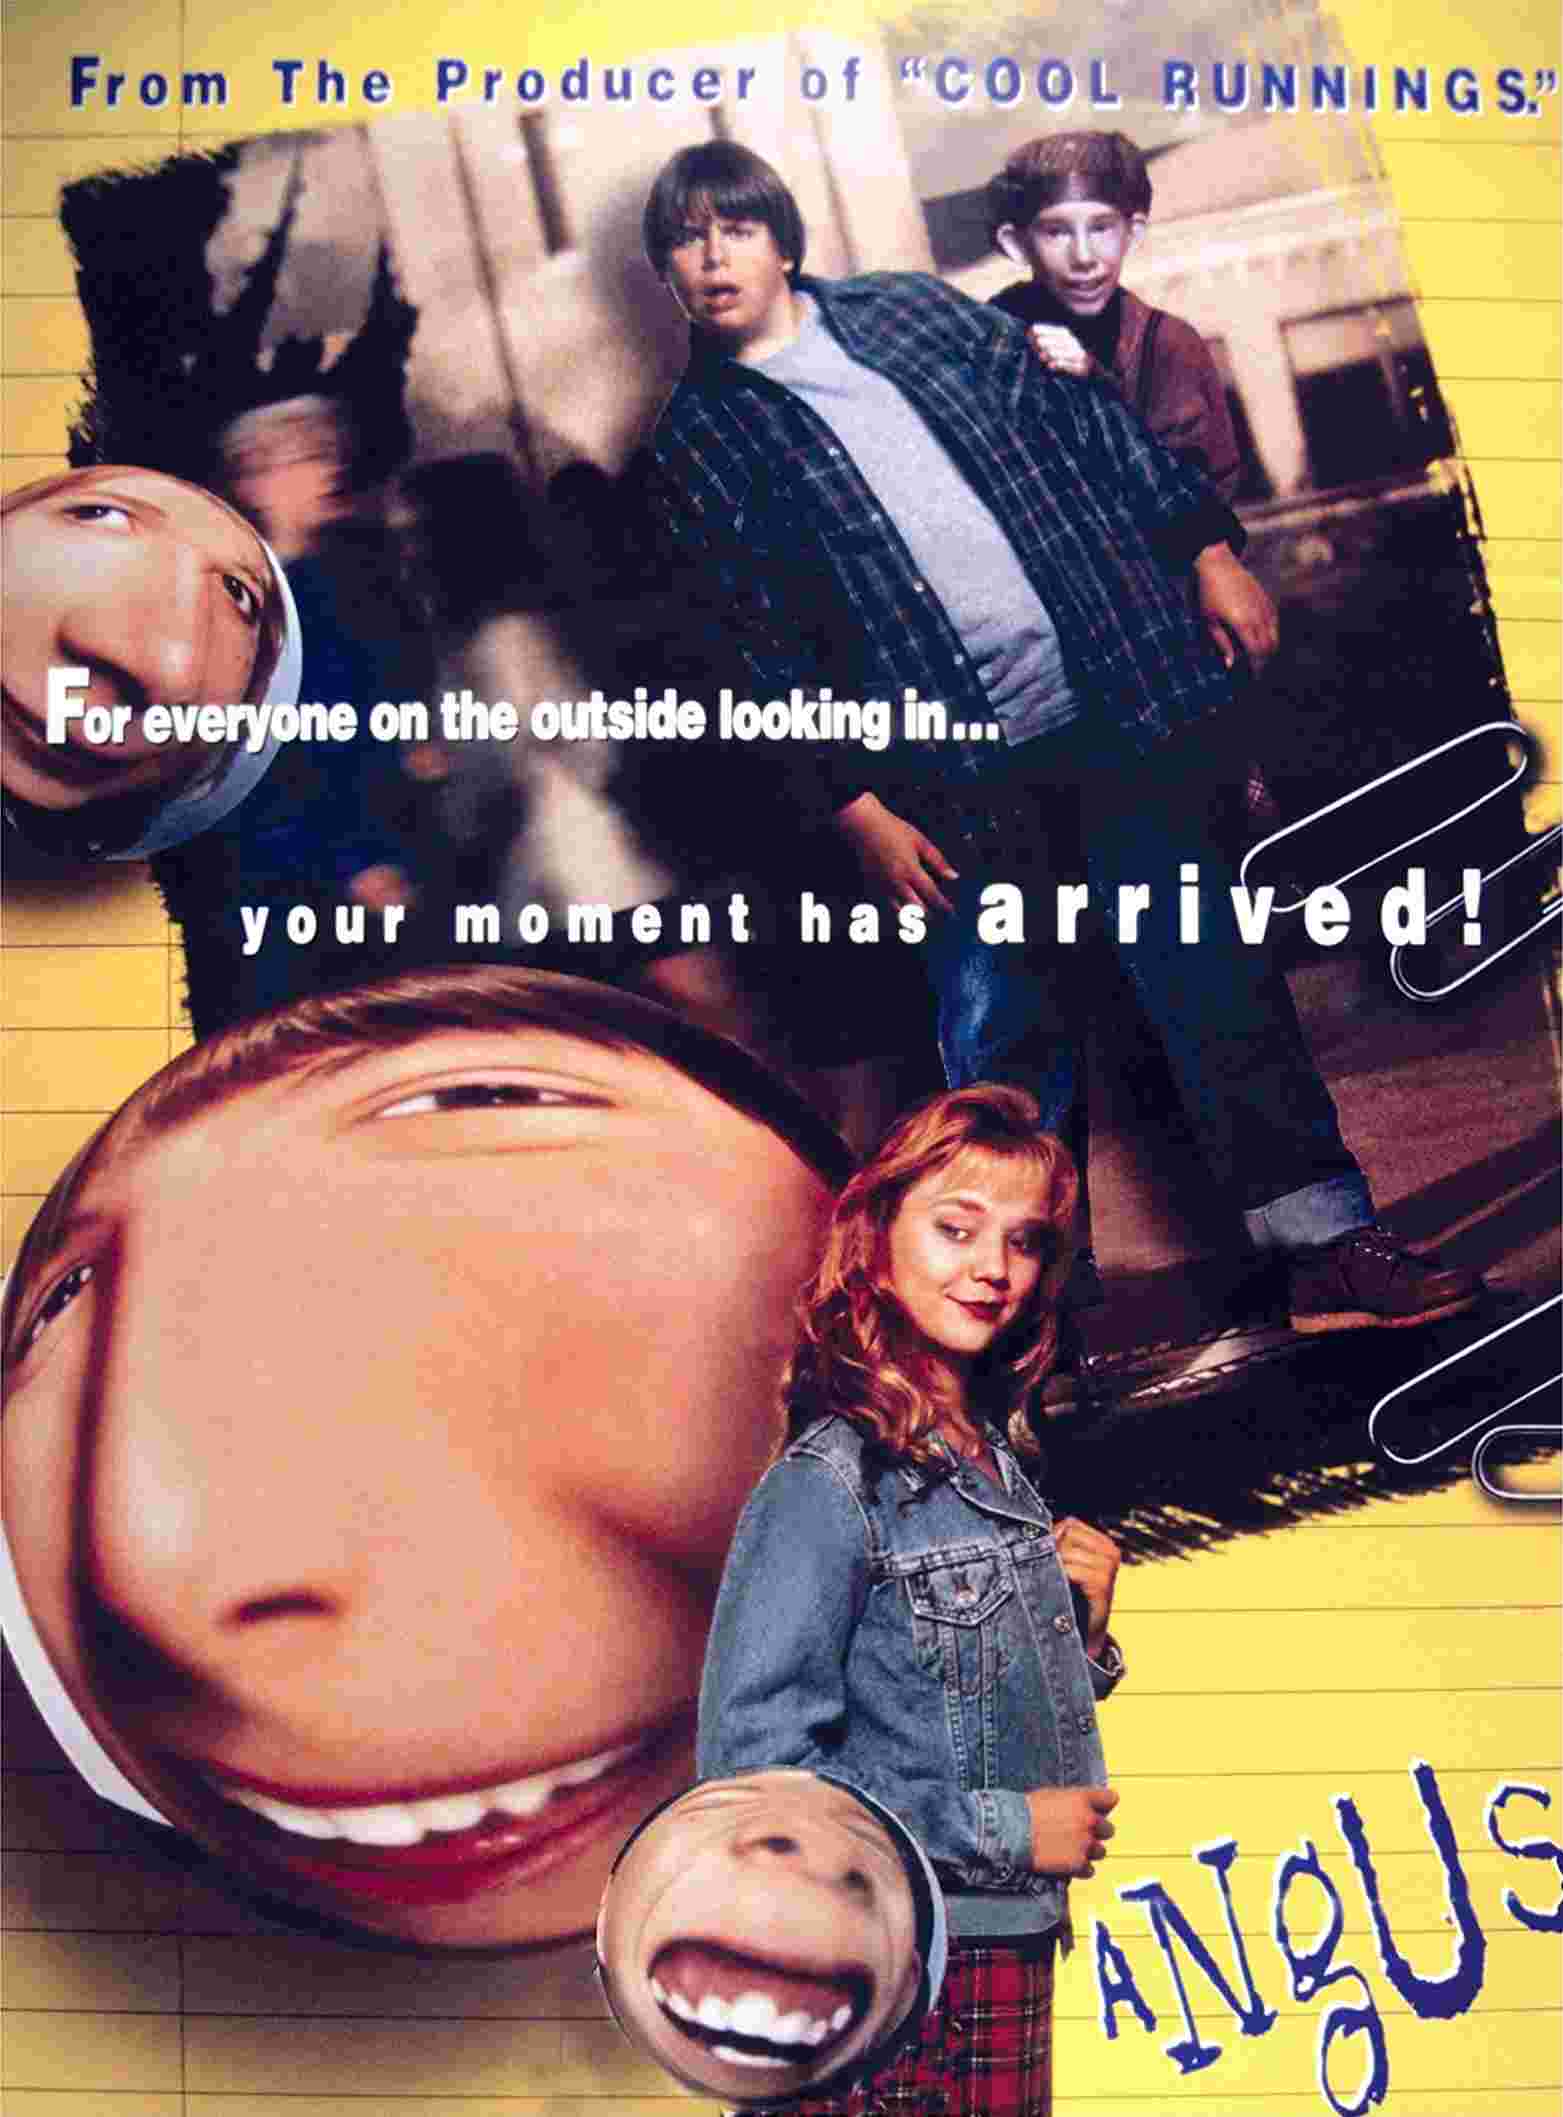 From The Producer of "COOL RUNNINGS."
For everyone on the outside looking in...
your moment has arrived!
ANgUS